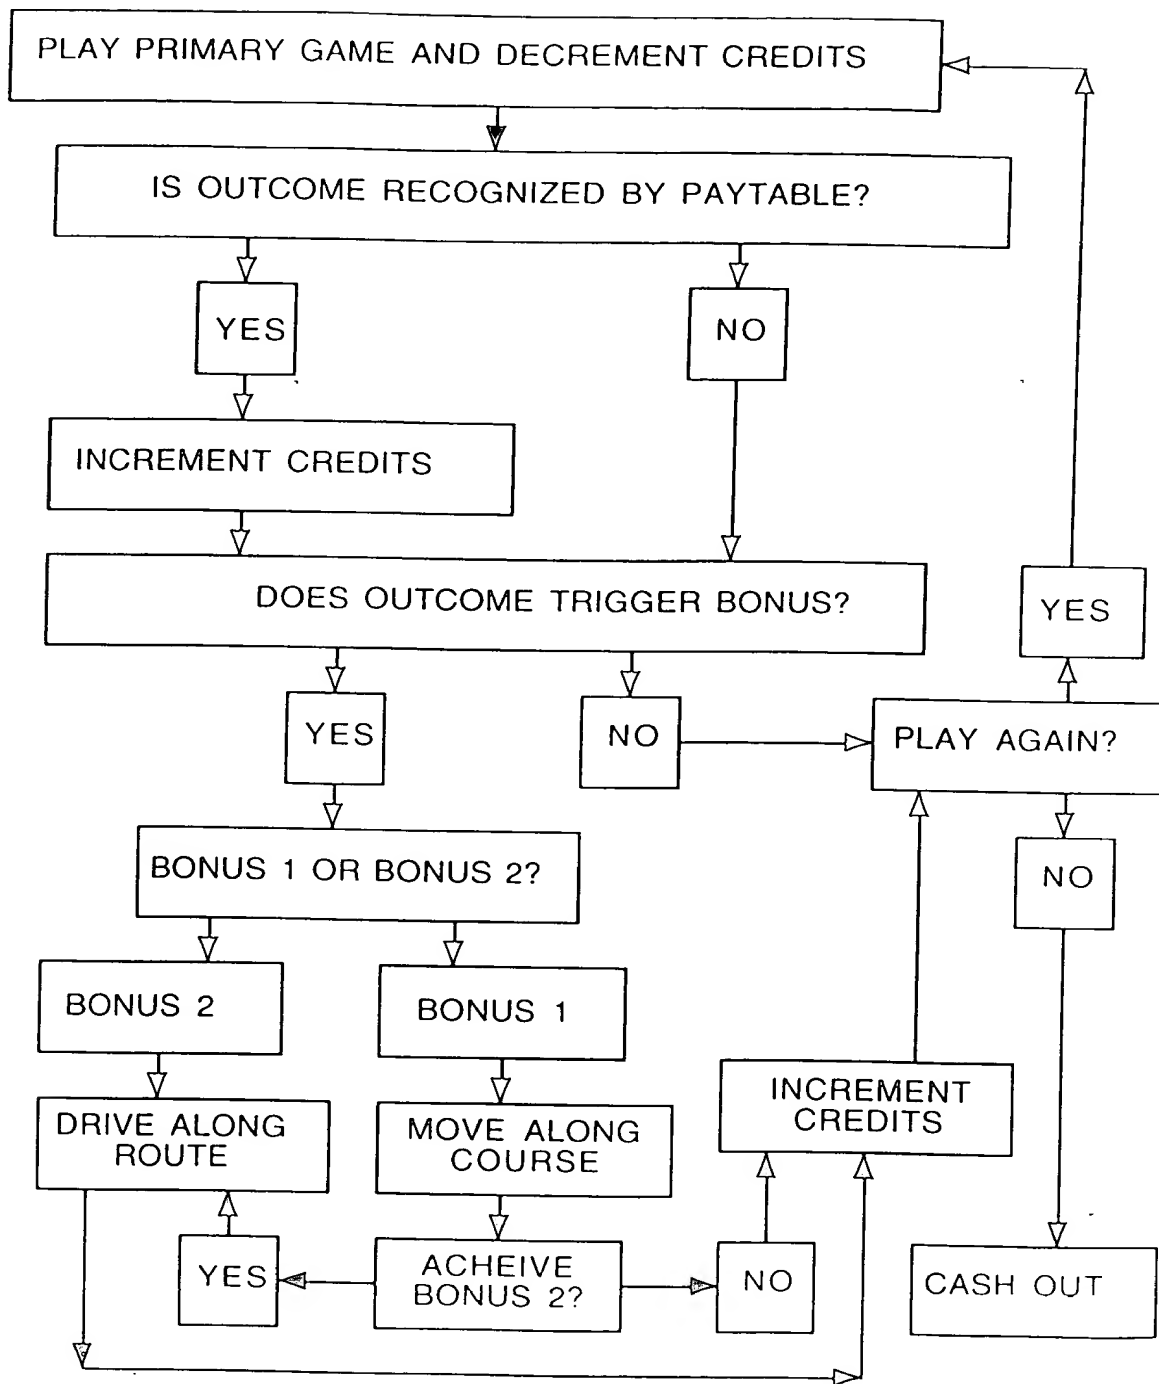 PLAY PRIMARY GAME AND DECREMENT CREDITS
IS OUTCOME RECOGNIZED BY PAYTABLE?
YES
NO
INCREMENT CREDITS
DOES OUTCOME TRIGGER BONUS?
YES
YES
NO
PLAY AGAIN?
BONUS 1 OR BONUS 2?
NO
BONUS 2
BONUS 1
INCREMENT
CREDITS
DRIVE ALONG
ROUTE
MOVE ALONG
COURSE
YES
ACHEIVE
BONUS 2?
NO
CASH OUT